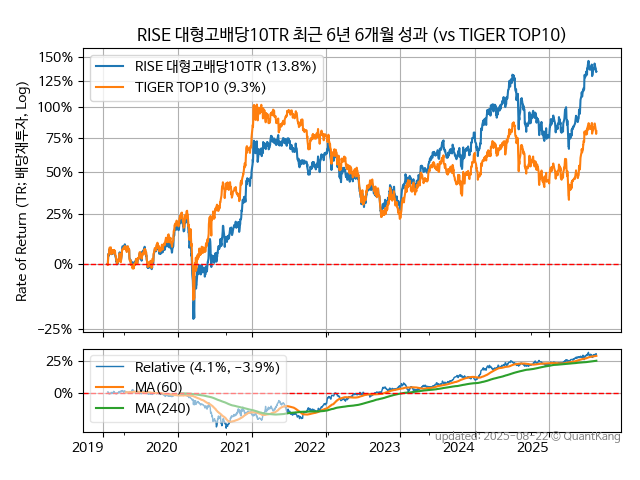 RISE 대형고배당10TR 최근 6년 6개월 성과 (vs TIGER TOP10)
Rate of Return (TR: 배당재투자, Log)
150%
125%
100%
75%
50%
25%
0%
−25%
RISE 대형고배당10TR (13.8%)
TIGER TOP10 (9.3%)
25%
0%
Relative (4.1%, −3.9%)
MA(60)
MA(240)
2019 2020 2021 2022 2023 2024 2025
updated: 2025-08-22 © QuantKang